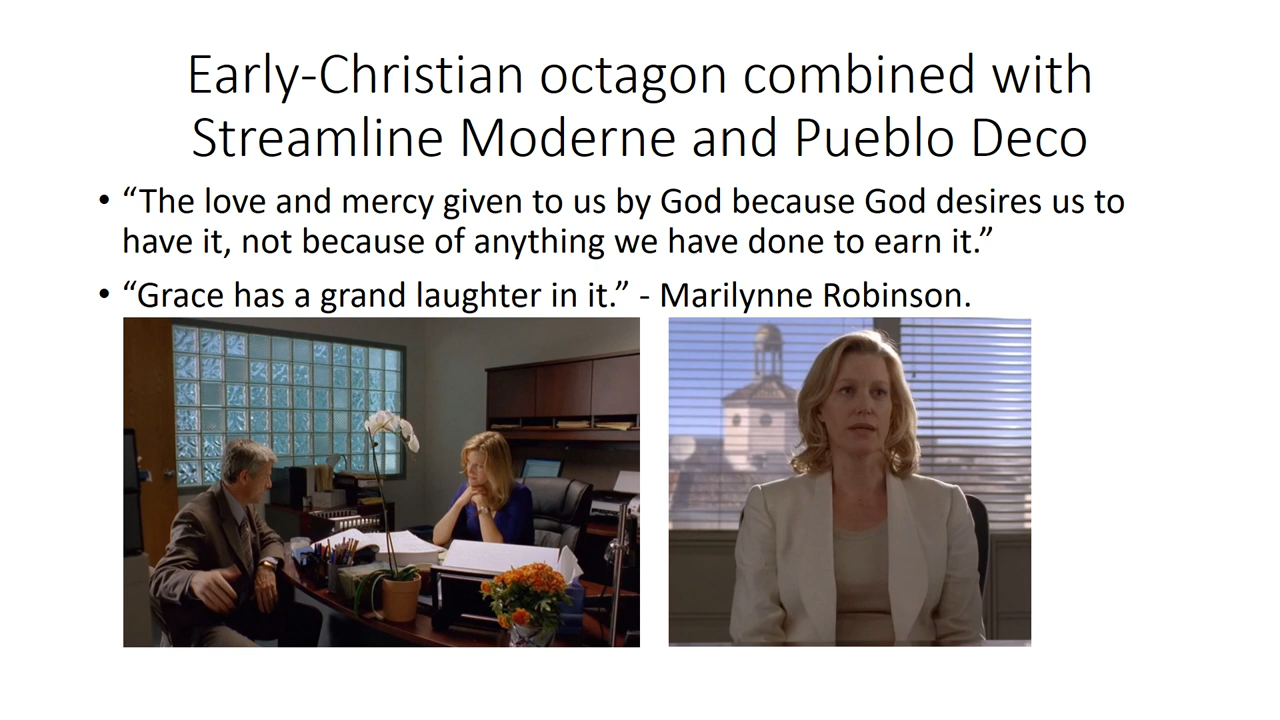 Early-Christian octagon combined with
Streamline Moderne and Pueblo Deco
• “The love and mercy given to us by God because God desires us to
have it, not because of anything we have done to earn it.”
• “Grace has a grand laughter in it.” - Marilynne Robinson.